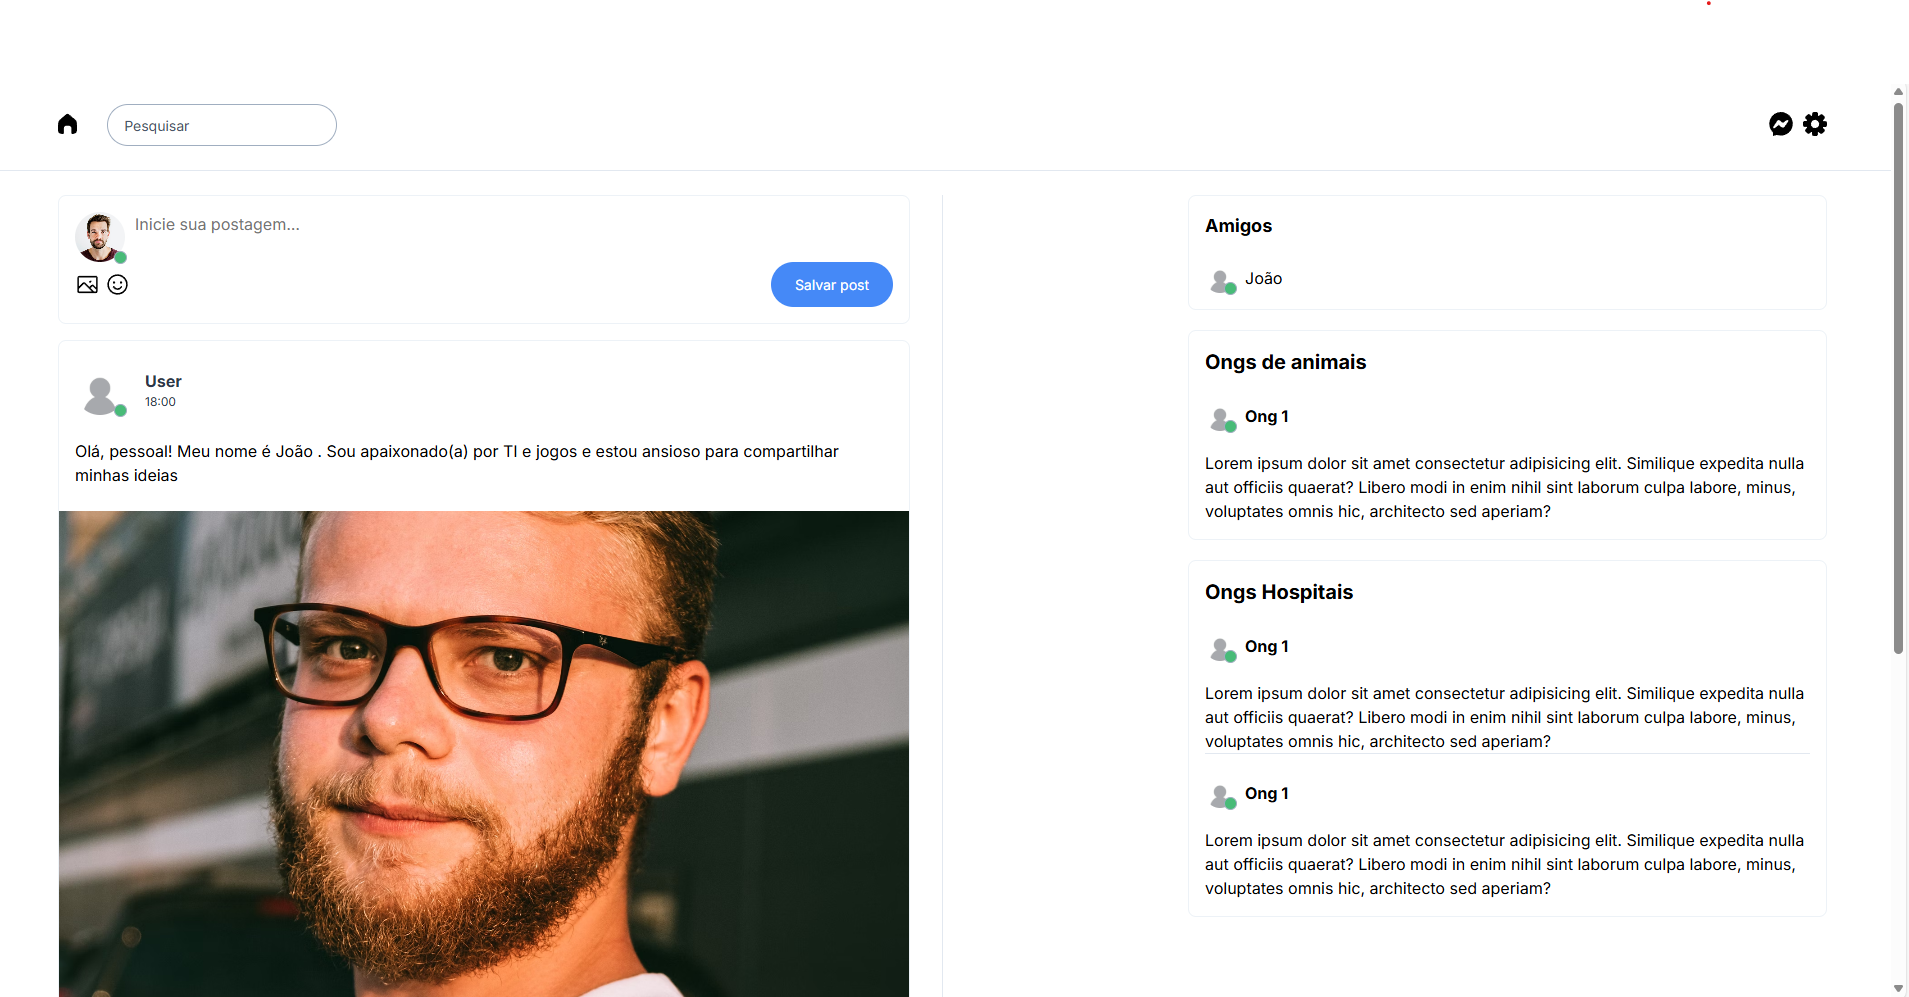 Pesquisar
Inicie sua postagem...
Salvar post
User
18:00
Olá, pessoal! Meu nome é João . Sou apaixonado(a) por TI e jogos e estou ansioso para compartilhar
minhas ideias
Amigos
João
Ongs de animais
Ong 1
Lorem ipsum dolor sit amet consectetur adipisicing elit. Similique expedita nulla
aut officiis quaerat? Libero modi in enim nihil sint laborum culpa labore, minus,
voluptates omnis hic, architecto sed aperiam?
Ongs Hospitais
Ong 1
Lorem ipsum dolor sit amet consectetur adipisicing elit. Similique expedita nulla
aut officiis quaerat? Libero modi in enim nihil sint laborum culpa labore, minus,
voluptates omnis hic, architecto sed aperiam?
Ong 1
Lorem ipsum dolor sit amet consectetur adipisicing elit. Similique expedita nulla
aut officiis quaerat? Libero modi in enim nihil sint laborum culpa labore, minus,
voluptates omnis hic, architecto sed aperiam?